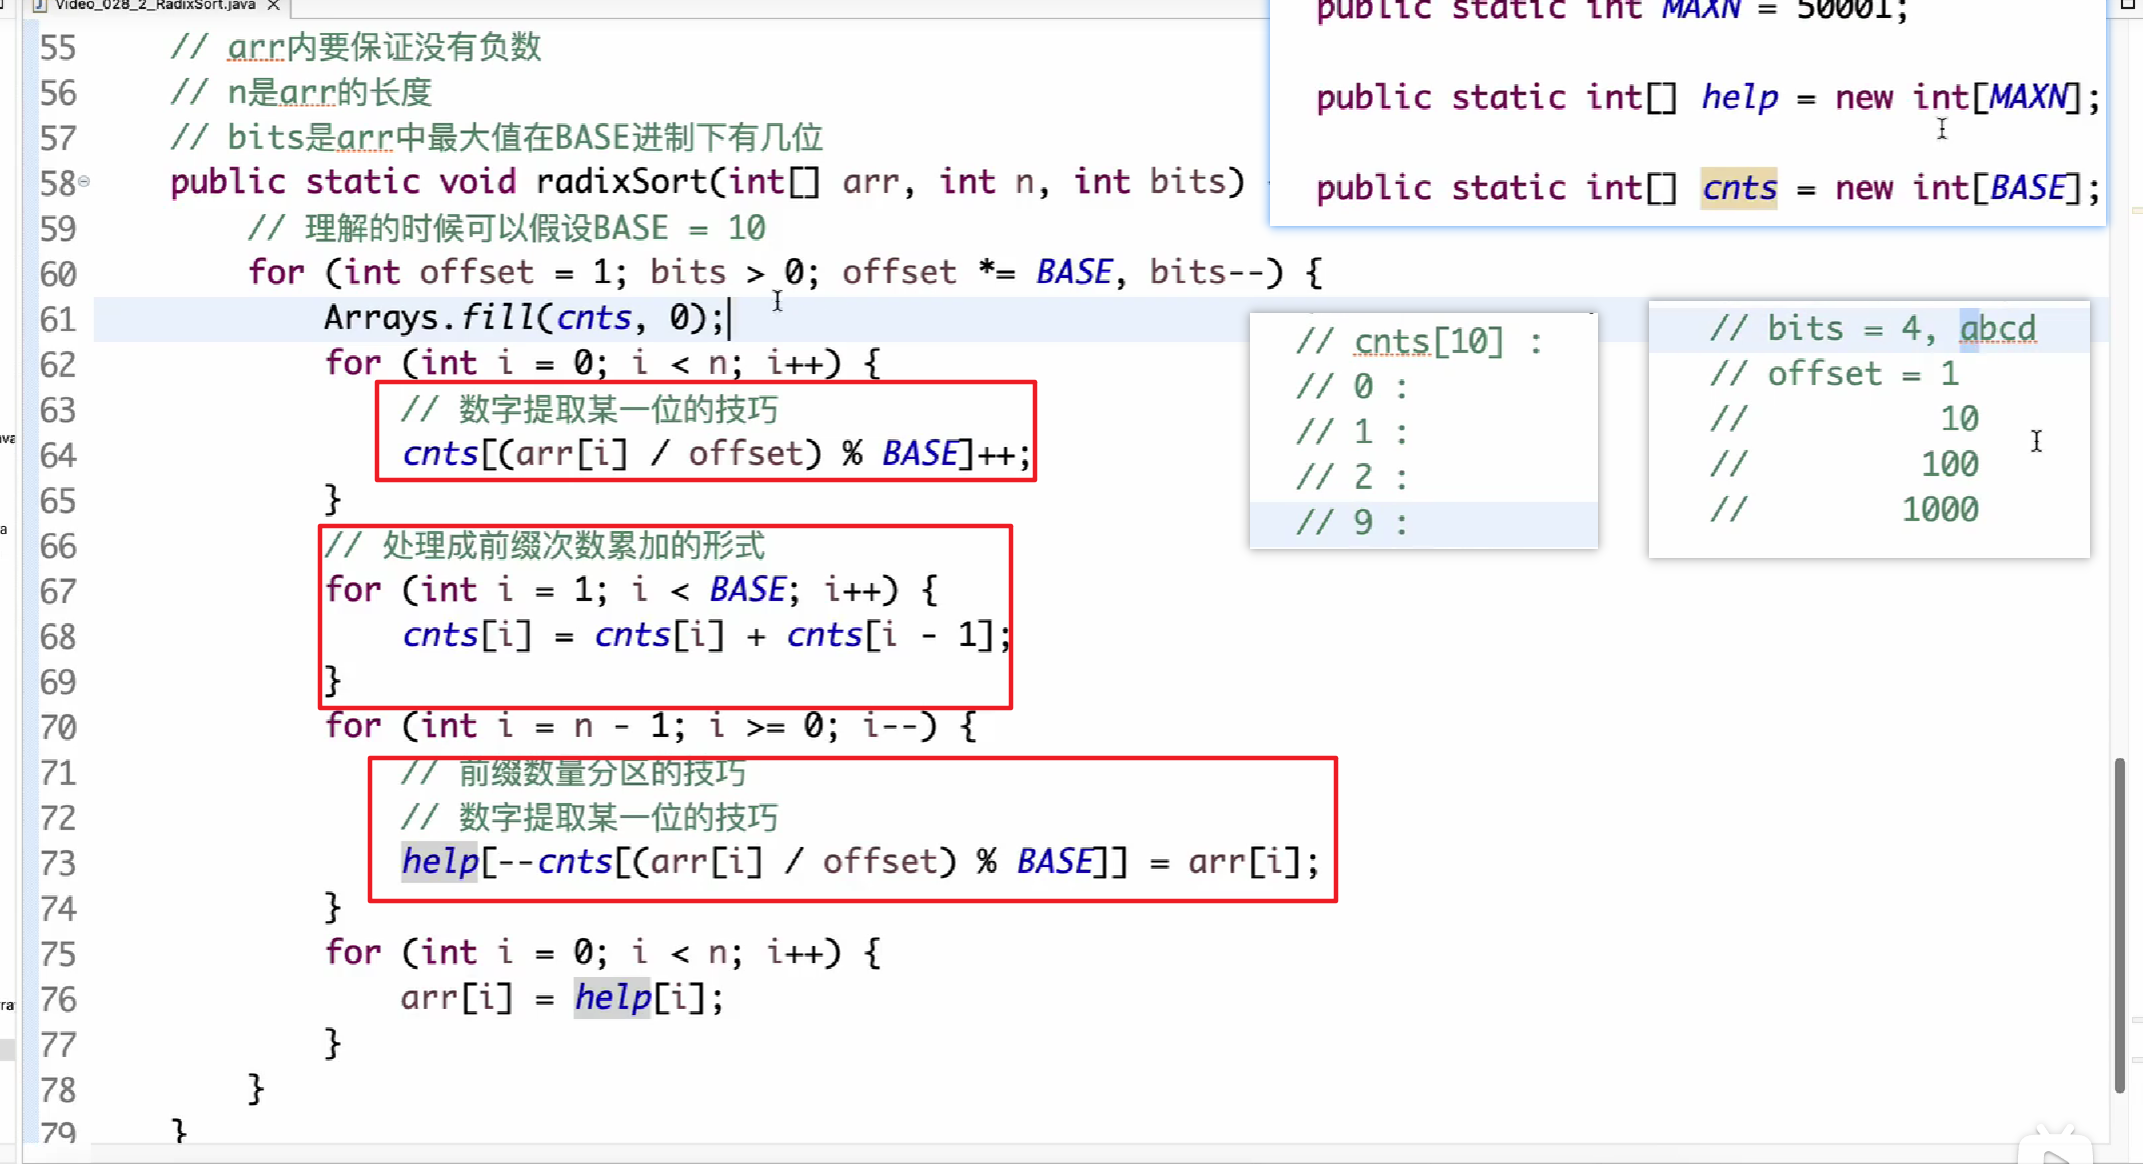 Video_028_2_RadixSort.java
55 // arr内要保证没有负数
56 // n是arr的长度
57 // bits是arr中最大值在BASE进制下有几位
58 public static void radixSort(int[] arr, int n, int bits)
59 // 理解的时候可以假设BASE = 10
60 for (int offset = 1; bits > 0; offset *= BASE, bits--) {
61 Arrays.fill(cnts, 0);
62 for (int i = 0; i < n; i++) {
63 // 数字提取某一位的技巧
64 cnts[(arr[i] / offset) % BASE]++;
65 }
66 // 处理成前缀次数累加的形式
67 for (int i = 1; i < BASE; i++) {
68 cnts[i] = cnts[i] + cnts[i - 1];
69 }
70 for (int i = n - 1; i >= 0; i--) {
71 // 前缀数量分区的技巧
72 // 数字提取某一位的技巧
73 help[--cnts[(arr[i] / offset) % BASE]] = arr[i];
74 }
75 for (int i = 0; i < n; i++) {
76 arr[i] = help[i];
77 }
78 }
79 }
public static int MAXN = 50001;
public static int[] help = new int[MAXN];
public static int[] cnts = new int[BASE];
// cnts[10] :
// 0 :
// 1 :
// 2 :
// 9 :
// bits = 4, abcd
// offset = 1
// 10
// 100
// 1000